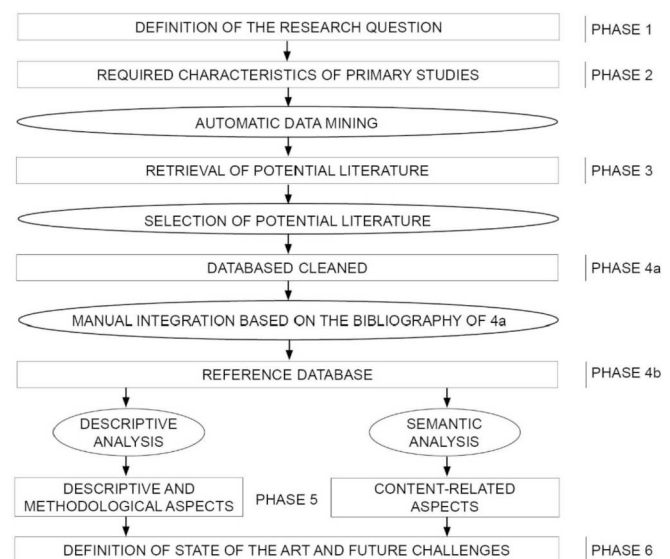 DEFINITION OF THE RESEARCH QUESTION
PHASE 1
REQUIRED CHARACTERISTICS OF PRIMARY STUDIES
PHASE 2
AUTOMATIC DATA MINING
RETRIEVAL OF POTENTIAL LITERATURE
PHASE 3
SELECTION OF POTENTIAL LITERATURE
DATABASED CLEANED
PHASE 4a
MANUAL INTEGRATION BASED ON THE BIBLIOGRAPHY OF 4a
REFERENCE DATABASE
PHASE 4b
DESCRIPTIVE
ANALYSIS
SEMANTIC
ANALYSIS
DESCRIPTIVE AND
METHODOLOGICAL ASPECTS
PHASE 5
CONTENT-RELATED
ASPECTS
DEFINITION OF STATE OF THE ART AND FUTURE CHALLENGES
PHASE 6